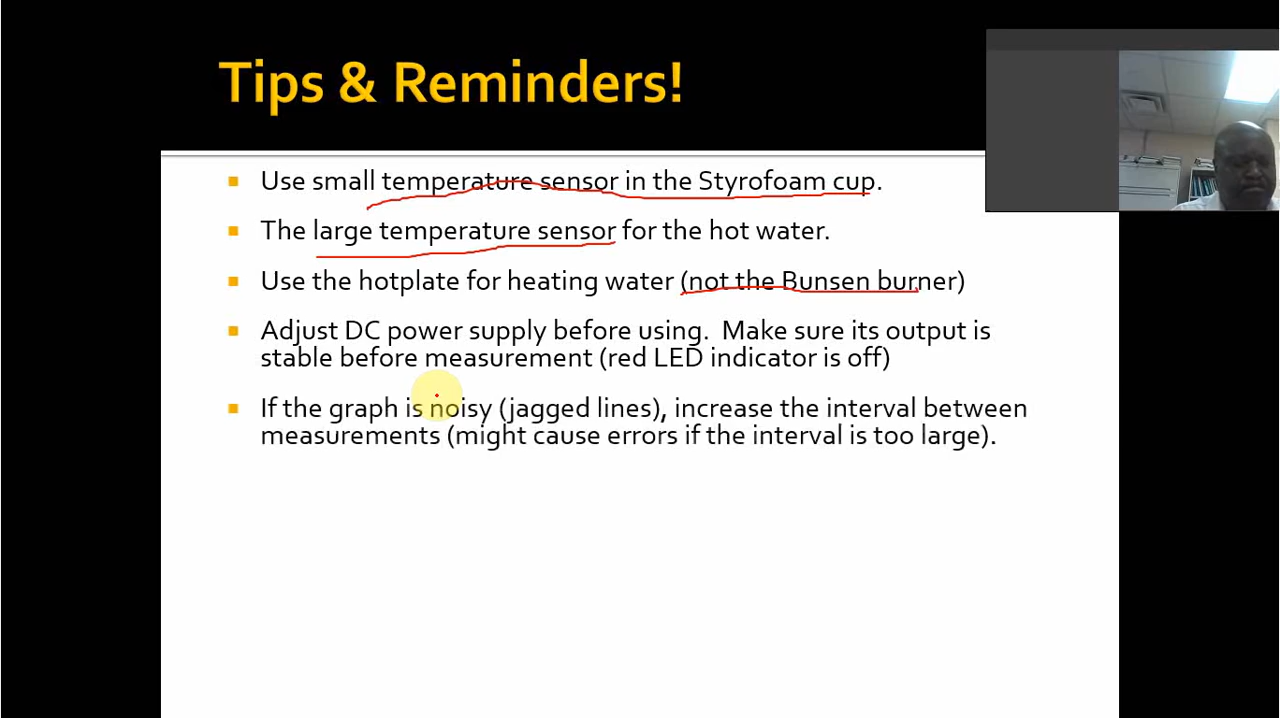 Tips & Reminders!
Use small temperature sensor in the Styrofoam cup.
The large temperature sensor for the hot water.
Use the hotplate for heating water (not the Bunsen burner)
Adjust DC power supply before using.  Make sure its output is
stable before measurement (red LED indicator is off)
If the graph is noisy (jagged lines), increase the interval between
measurements (might cause errors if the interval is too large).